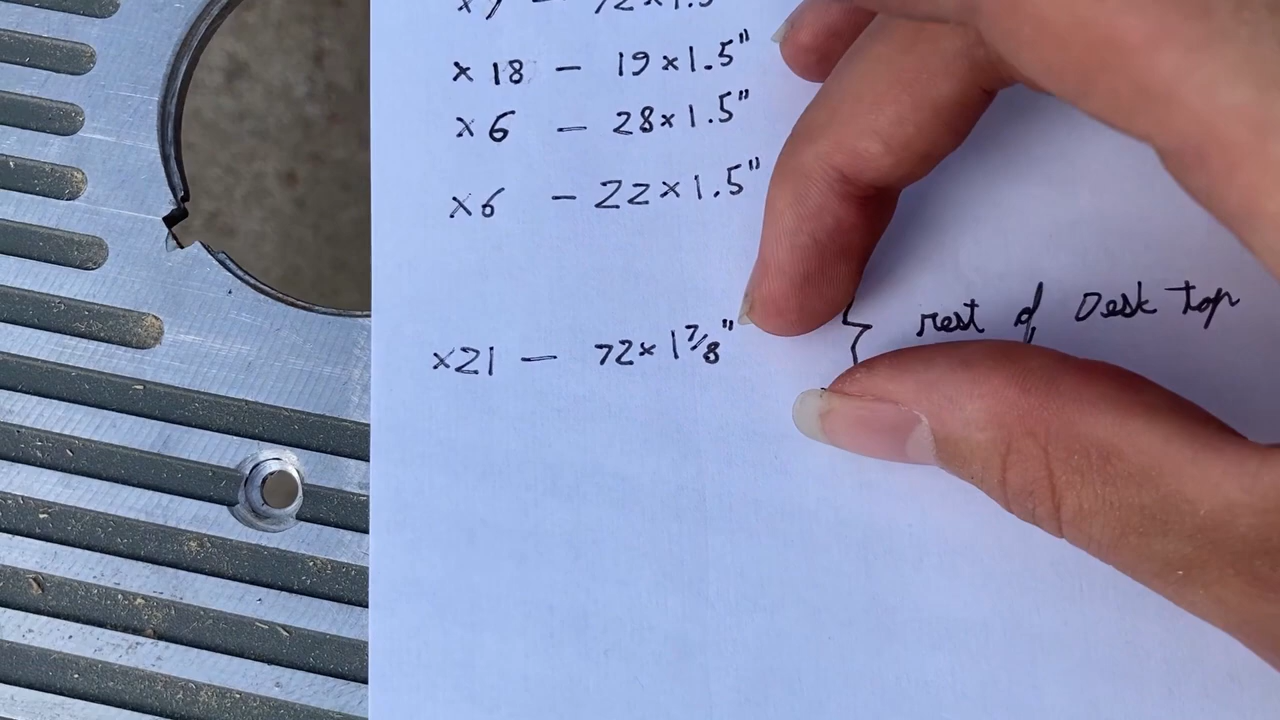 x 18 - 19 x 1.5"
x 6 - 28 x 1.5"
x 6 - 22 x 1.5"
x 21 - 72 x 1 7/8" { rest of Desk Top